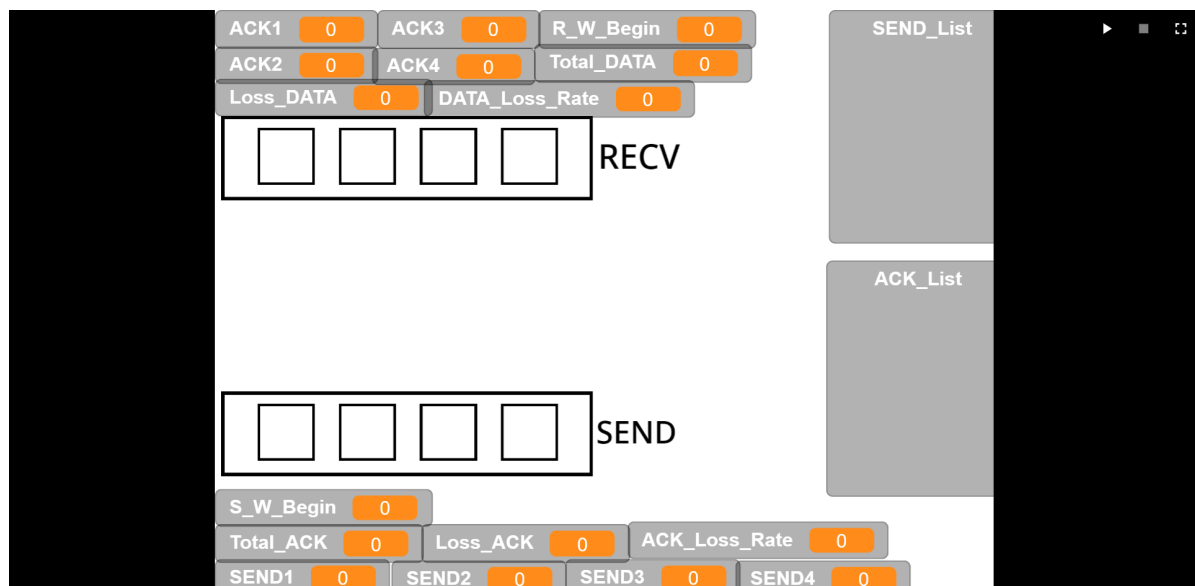 ACK1 0 ACK3 0 R_W_Begin 0 SEND_List
ACK2 0 ACK4 0 Total_DATA 0
Loss_DATA 0 DATA_Loss_Rate 0
RECV
ACK_List
SEND
S_W_Begin 0
Total_ACK 0 Loss_ACK 0 ACK_Loss_Rate 0
SEND1 0 SEND2 0 SEND3 0 SEND4 0